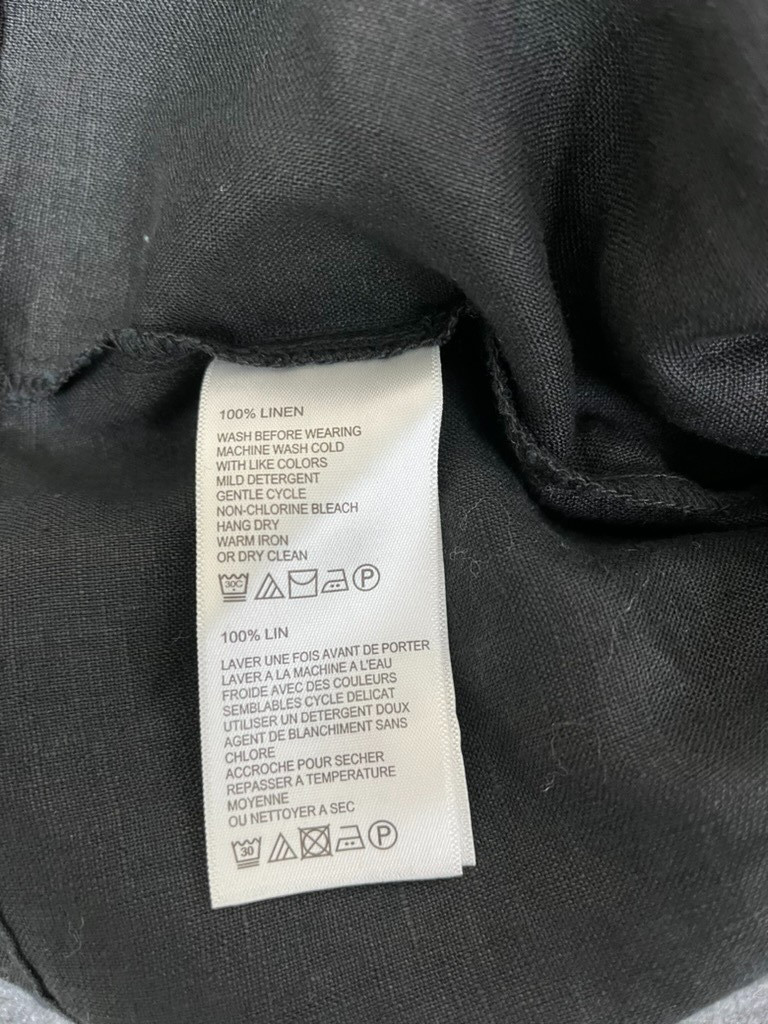 100% LINEN
WASH BEFORE WEARING
MACHINE WASH COLD
WITH LIKE COLORS
MILD DETERGENT
GENTLE CYCLE
NON-CHLORINE BLEACH
HANG DRY
WARM IRON
OR DRY CLEAN
30C P
100% LIN
LAVER UNE FOIS AVANT DE PORTER
LAVER A LA MACHINE A L'EAU
FROIDE AVEC DES COULEURS
SEMBLABLES CYCLE DELICAT
UTILISER UN DETERGENT DOUX
AGENT DE BLANCHIMENT SANS
CHLORE
ACCROCHE POUR SECHER
REPASSER A TEMPERATURE
MOYENNE
OU NETTOYER A SEC
30 P